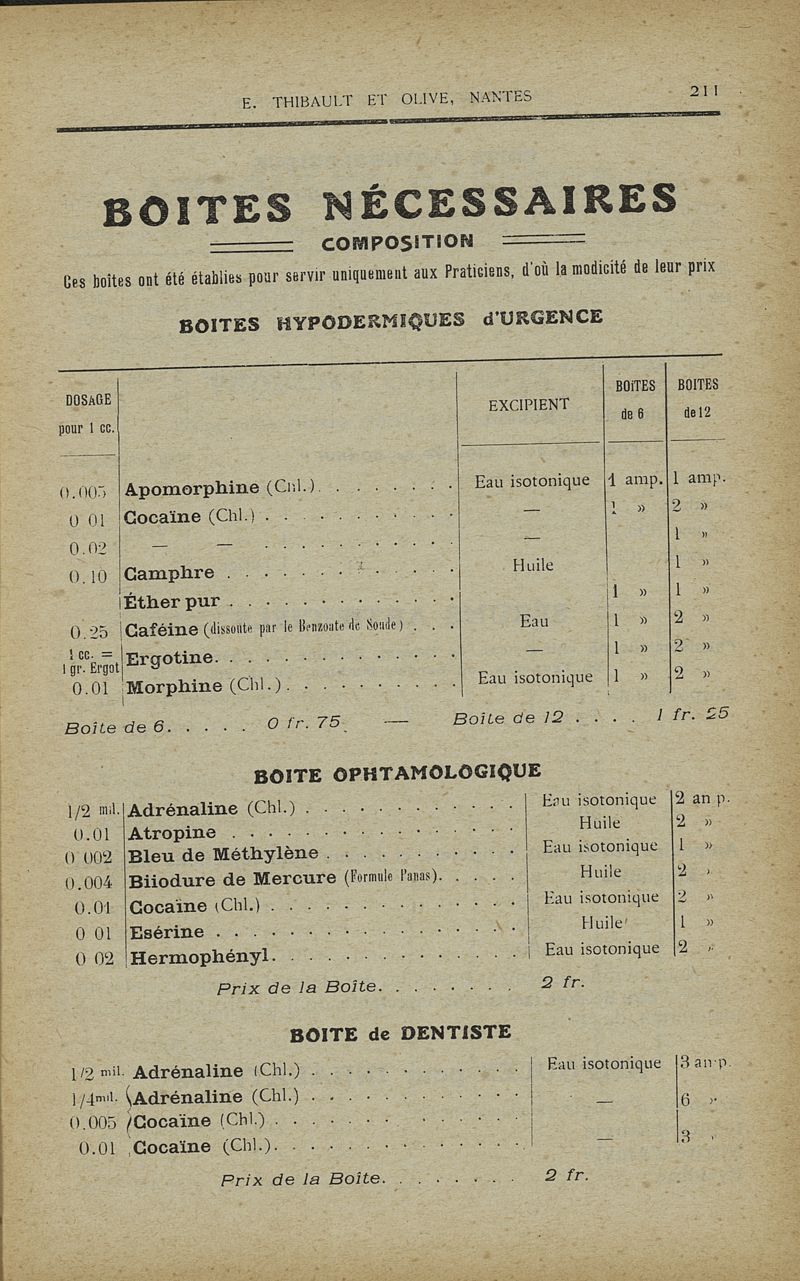 E. THIBAULT ET OLIVE, NANTES 211
BOITES NÉCESSAIRES
COMPOSITION
Ces boîtes ont été établies pour servir uniquement aux Praticiens, d'où la modicité de leur prix
BOITES HYPODERMIQUES d'URGENCE
DOSAGE pour 1 cc. EXCIPIENT BOITES de 6 BOITES de 12
0.005 Apomorphine (Chl.) . . . . . . . . Eau isotonique 1 amp. 1 amp.
0 01 Cocaïne (Chl.) . . . . . . . . . . — 1 » 2 »
0.02 — — . . . . . . . . . . — 1 »
0.10 Camphre . . . . . . . . . . . . Huile 1 »
Éther pur . . . . . . . . . . . . 1 » 1 »
0.25 Caféine (dissoute par le Benzoate de Soude) . . . Eau 1 » 2 »
1 cc. = 1 gr. Ergot Ergotine. . . . . . . . . . . . . — 1 » 2 »
0.01 Morphine (Chl.) . . . . . . . . . Eau isotonique 1 » 2 »
Boîte de 6. . . . . 0 fr. 75. — Boîte de 12 . . . . 1 fr. 25
BOITE OPHTAMOLOGIQUE
1/2 mil. Adrénaline (Chl.) . . . . . . . . . . . . Eau isotonique 2 amp.
0.01 Atropine . . . . . . . . . . . . . . . Huile 2 »
0 002 Bleu de Méthylène . . . . . . . . . . Eau isotonique 1 »
0.004 Biiodure de Mercure (Formule Panas). . . . . Huile 2 »
0.01 Cocaïne (Chl.) . . . . . . . . . . . . . Eau isotonique 2 »
0 01 Esérine . . . . . . . . . . . . . . . Huile 1 »
0 02 Hermophényl. . . . . . . . . . . . . Eau isotonique 2 »
Prix de la Boîte. . . . . . . . 2 fr.
BOITE de DENTISTE
1/2 mil. Adrénaline (Chl.) . . . . . . . . . . . . Eau isotonique 3 amp.
1/4 mil. Adrénaline (Chl.) . . . . . . . . . . . . — 6 »
0.005 Cocaïne (Chl.) . . . . . . . . . . . . .
0.01 Cocaïne (Chl.). . . . . . . . . . . . . — 3 »
Prix de la Boîte. . . . . . . . 2 fr.